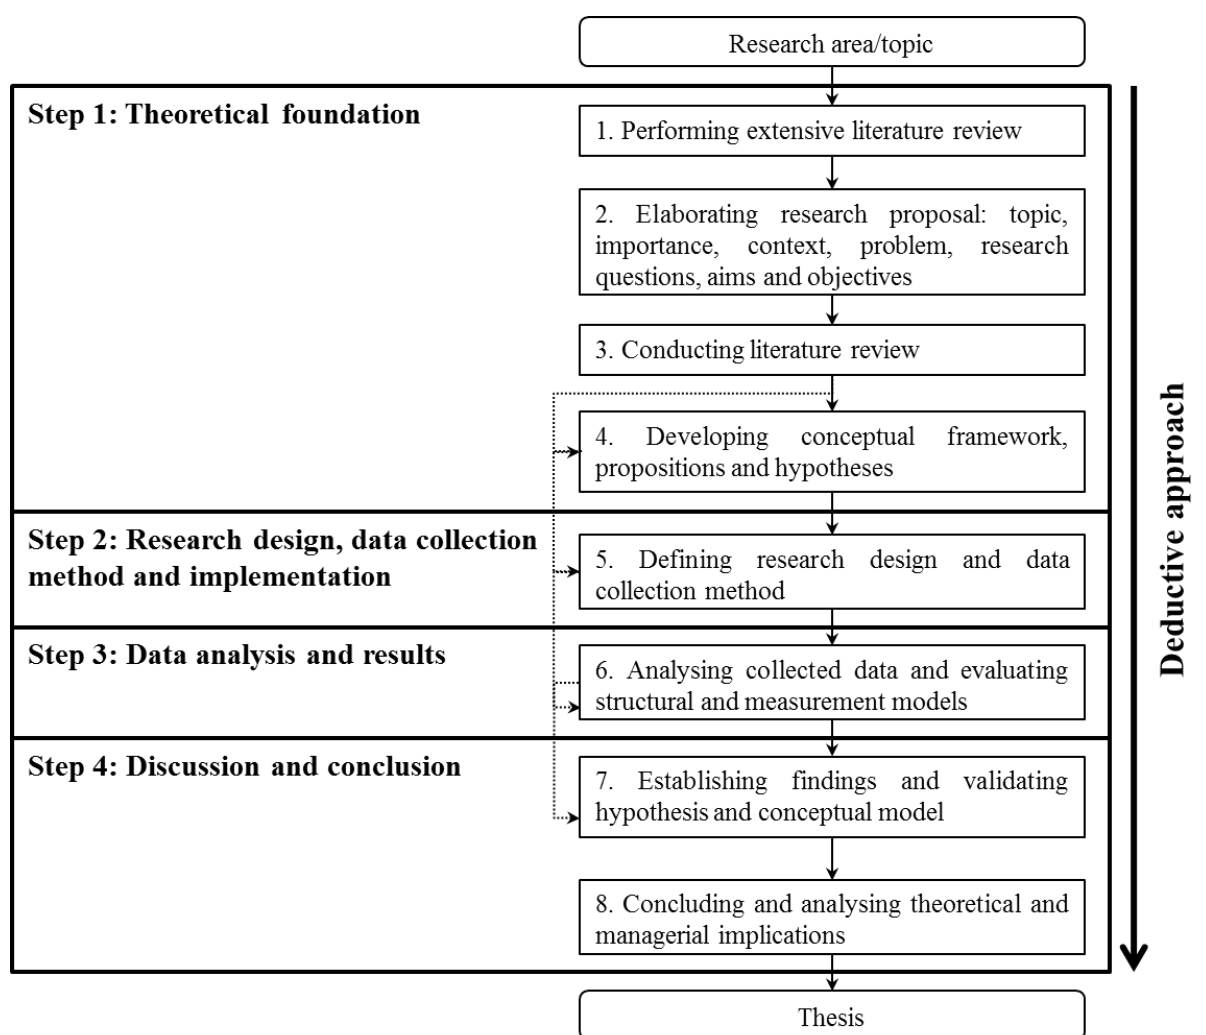 Research area/topic
Step 1: Theoretical foundation
1. Performing extensive literature review
2. Elaborating research proposal: topic,
importance, context, problem, research
questions, aims and objectives
3. Conducting literature review
4. Developing conceptual framework,
propositions and hypotheses
Step 2: Research design, data collection
method and implementation
5. Defining research design and data
collection method
Step 3: Data analysis and results
6. Analysing collected data and evaluating
structural and measurement models
Step 4: Discussion and conclusion
7. Establishing findings and validating
hypothesis and conceptual model
8. Concluding and analysing theoretical and
managerial implications
Thesis
Deductive approach